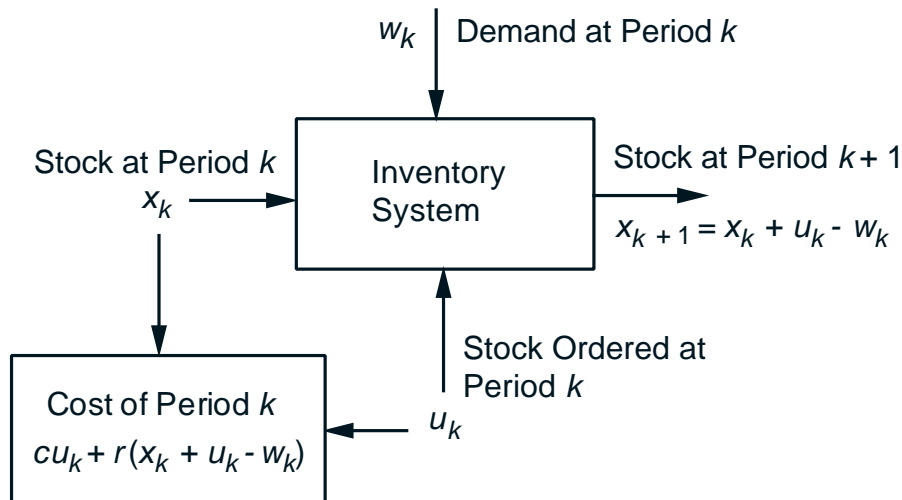 w_k Demand at Period k
Stock at Period k
x_k
Inventory
System
Stock at Period k + 1
x_{k + 1} = x_k + u_k - w_k
Stock Ordered at
Period k
u_k
Cost of Period k
cu_k + r(x_k + u_k - w_k)